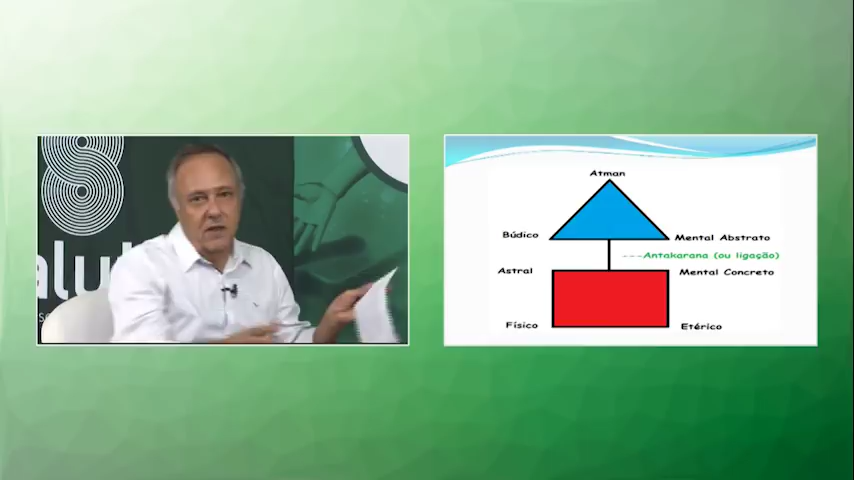 Atman
Búdico
Mental Abstrato
---Antakarana (ou ligação)
Astral
Mental Concreto
Físico
Etérico